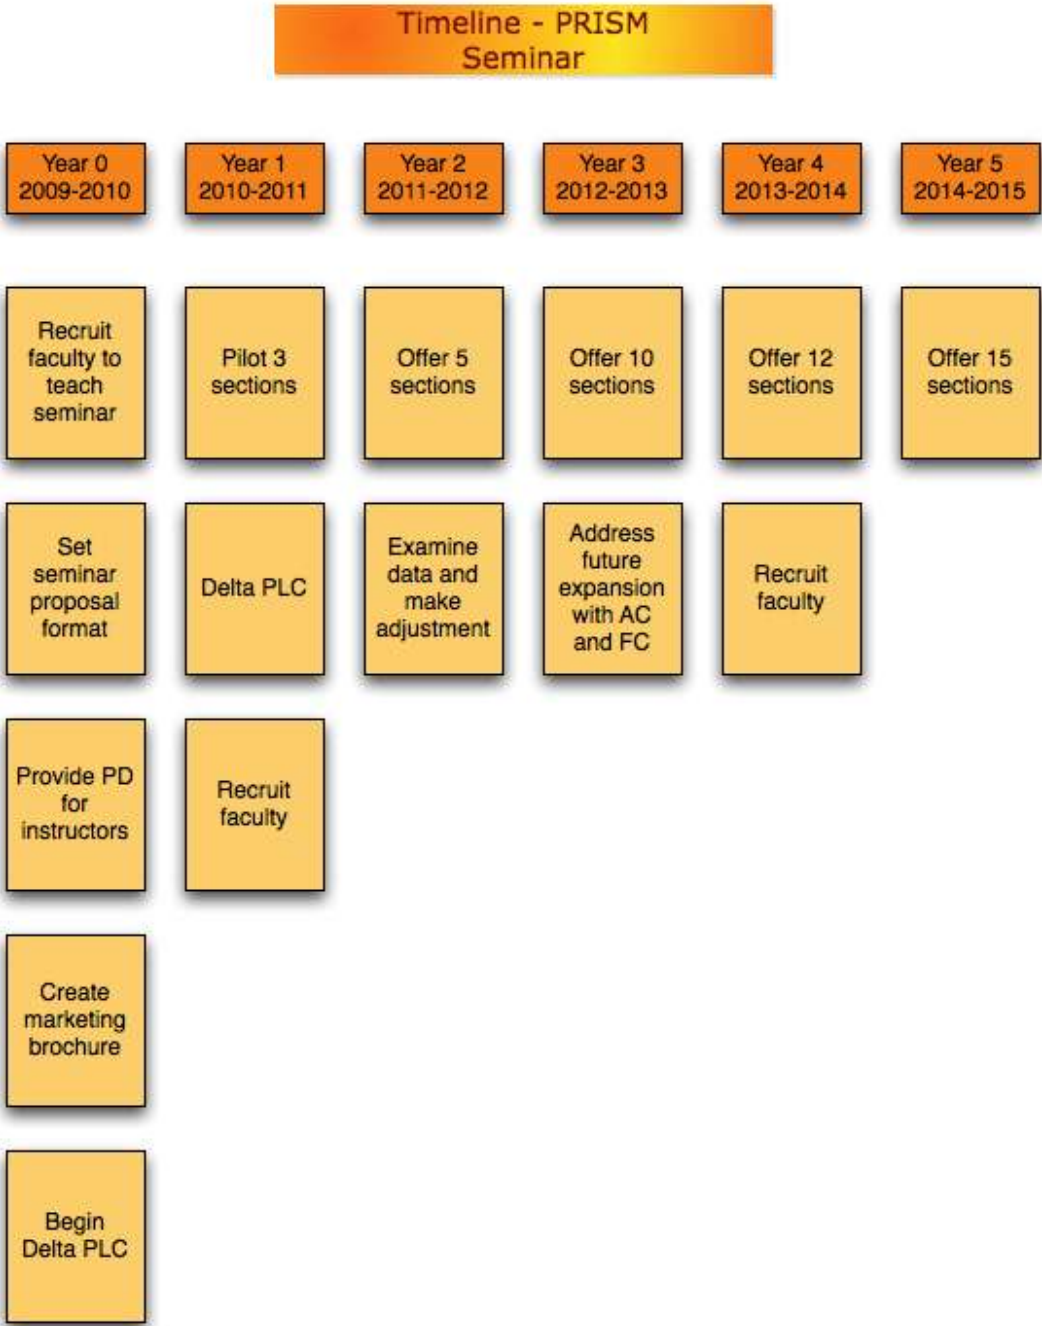 Timeline - PRISM
Seminar
Year 0
2009-2010
Year 1
2010-2011
Year 2
2011-2012
Year 3
2012-2013
Year 4
2013-2014
Year 5
2014-2015
Recruit
faculty to
teach
seminar
Pilot 3
sections
Offer 5
sections
Offer 10
sections
Offer 12
sections
Offer 15
sections
Set
seminar
proposal
format
Delta PLC
Examine
data and
make
adjustment
Address
future
expansion
with AC
and FC
Recruit
faculty
Provide PD
for
instructors
Recruit
faculty
Create
marketing
brochure
Begin
Delta PLC